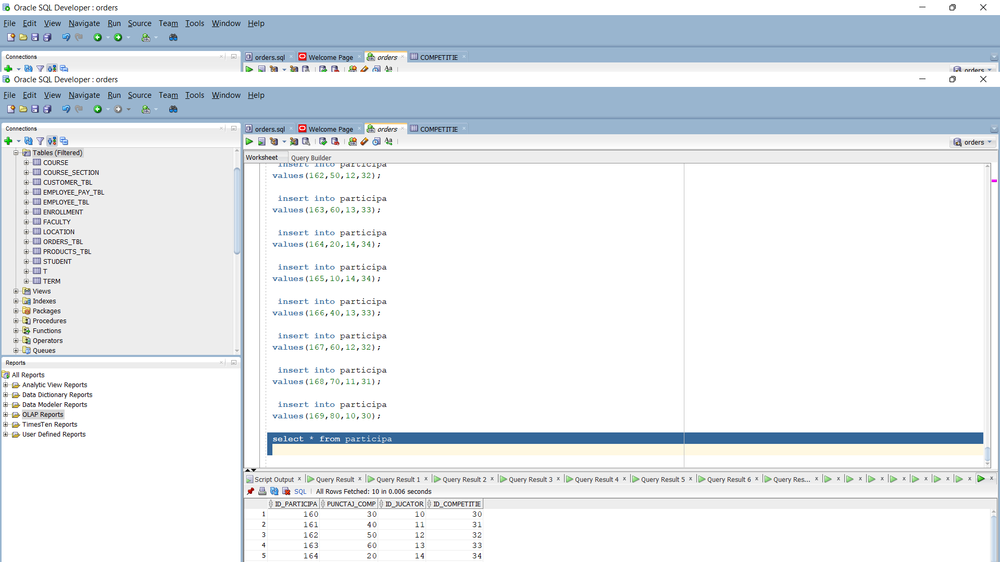 Oracle SQL Developer : orders
File Edit View Navigate Run Source Team Tools Window Help
Connections
orders.sql Welcome Page orders COMPETITIE
orders
Oracle SQL Developer : orders
File Edit View Navigate Run Source Team Tools Window Help
Connections
orders.sql Welcome Page orders COMPETITIE
orders
Tables (Filtered)
COURSE
COURSE_SECTION
CUSTOMER_TBL
EMPLOYEE_PAY_TBL
EMPLOYEE_TBL
ENROLLMENT
FACULTY
LOCATION
ORDERS_TBL
PRODUCTS_TBL
STUDENT
T
TERM
Views
Indexes
Packages
Procedures
Functions
Operators
Queues
Reports
All Reports
Analytic View Reports
Data Dictionary Reports
Data Modeler Reports
OLAP Reports
TimesTen Reports
User Defined Reports
Worksheet Query Builder
insert into participa
values(162,50,12,32);
insert into participa
values(163,60,13,33);
insert into participa
values(164,20,14,34);
insert into participa
values(165,10,14,34);
insert into participa
values(166,40,13,33);
insert into participa
values(167,60,12,32);
insert into participa
values(168,70,11,31);
insert into participa
values(169,80,10,30);
select * from participa
Script Output Query Result Query Result 1 Query Result 2 Query Result 3 Query Result 4 Query Result 5 Query Result 6 Query Res...
SQL All Rows Fetched: 10 in 0.006 seconds
ID_PARTICIPA PUNCTAJ_COMP ID_JUCATOR ID_COMPETITIE
1 160 30 10 30
2 161 40 11 31
3 162 50 12 32
4 163 60 13 33
5 164 20 14 34